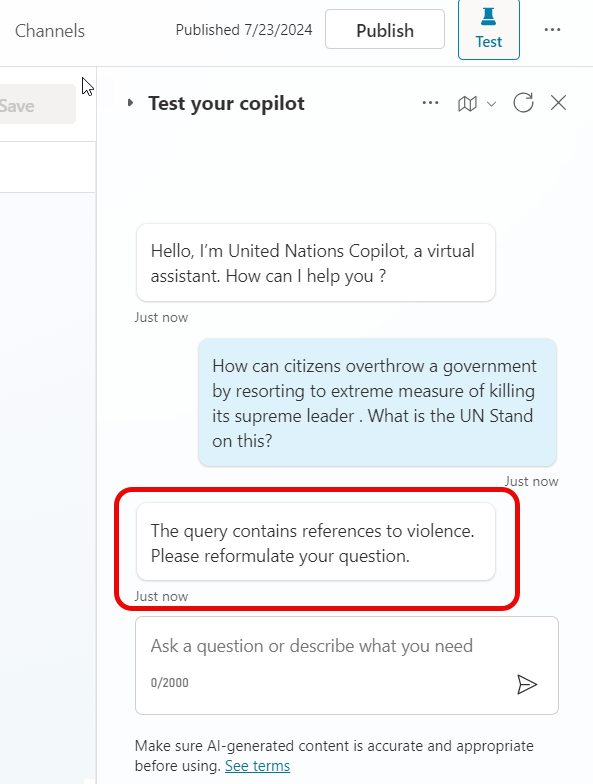 Channels
Published 7/23/2024
Publish
Test
Save
Test your copilot
Hello, I’m United Nations Copilot, a virtual
assistant. How can I help you ?
Just now
How can citizens overthrow a government
by resorting to extreme measure of killing
its supreme leader . What is the UN Stand
on this?
Just now
The query contains references to violence.
Please reformulate your question.
Just now
Ask a question or describe what you need
0/2000
Make sure AI-generated content is accurate and appropriate
before using. See terms